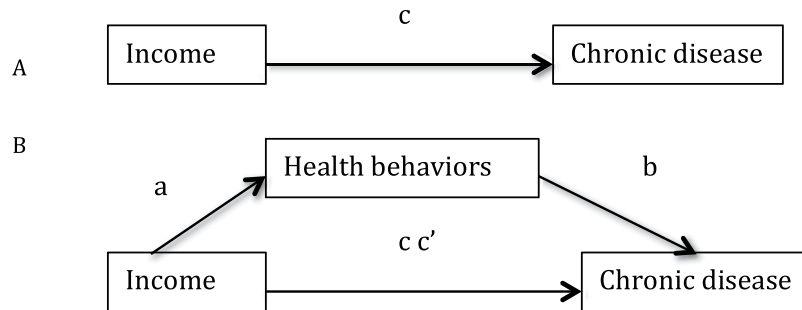 c
A
Income
Chronic disease
B
Health behaviors
a
b
c c’
Income
Chronic disease